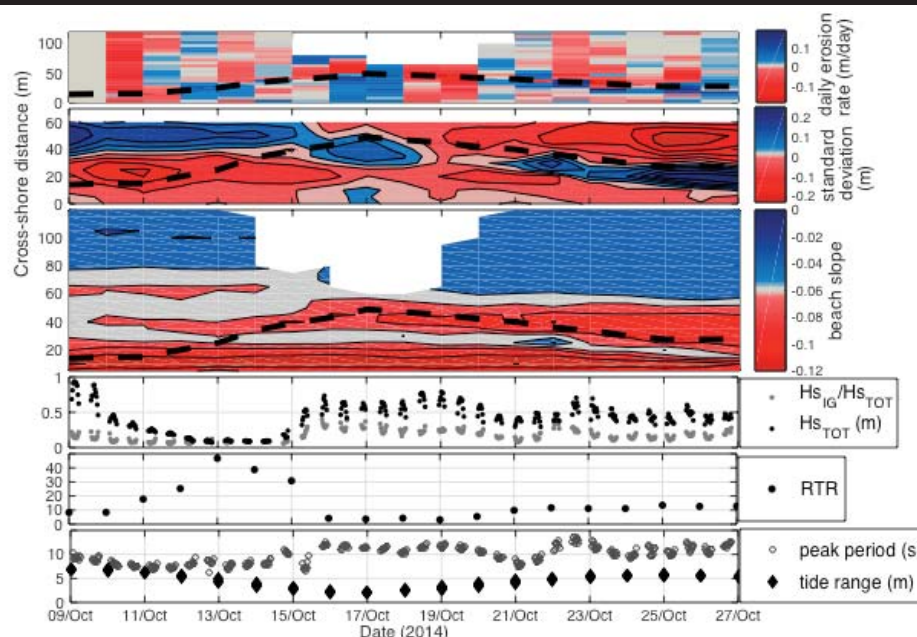 100
50
0
Cross-shore distance (m)
0.1
0
-0.1
daily erosion
rate (m/day)
60
40
20
0
0.2
0.1
0
-0.1
-0.2
standard
deviation
(m)
100
80
60
40
20
0
-0.02
-0.04
-0.06
-0.08
-0.1
-0.12
beach slope
1
0.5
0
HsIG/HsTOT
HsTOT (m)
40
30
20
10
0
RTR
10
5
0
peak period (s
tide range (m)
09/Oct 11/Oct 13/Oct 15/Oct 17/Oct 19/Oct 21/Oct 23/Oct 25/Oct 27/Oct
Date (2014)